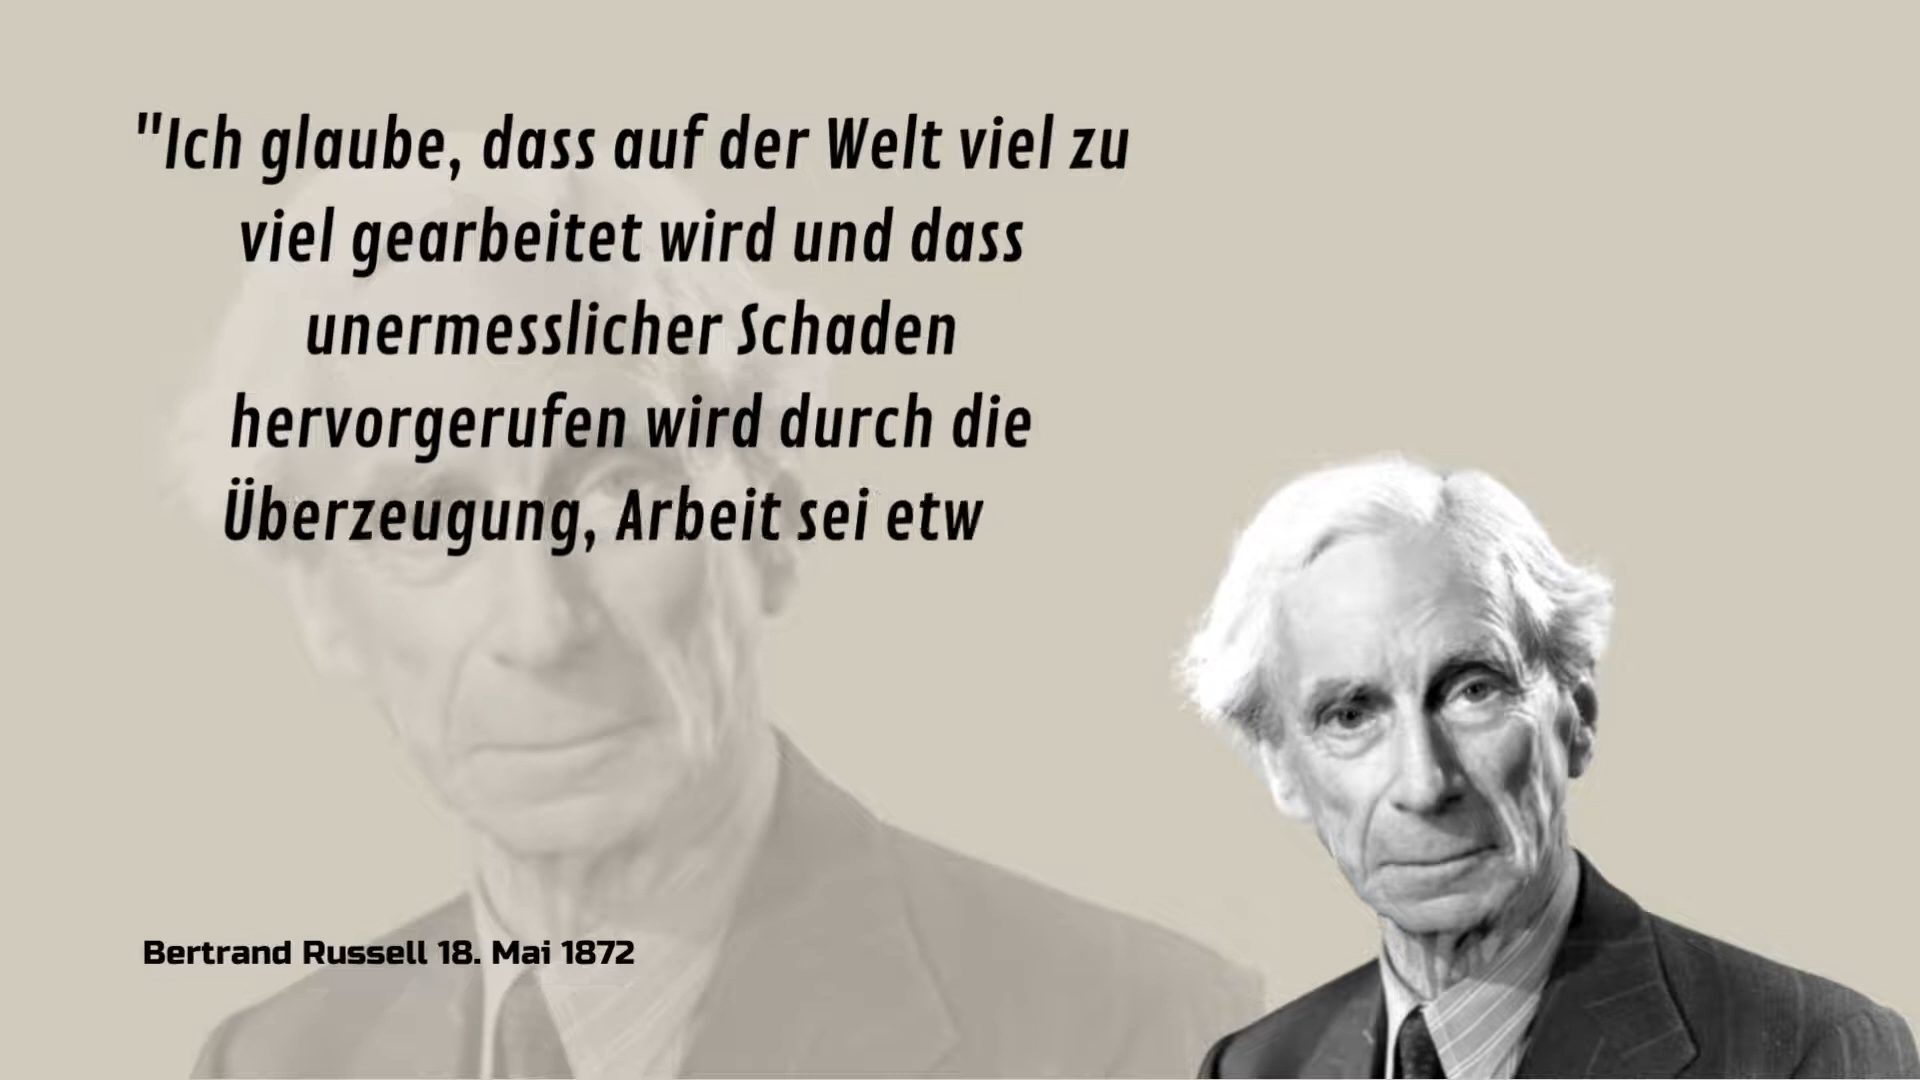 "Ich glaube, dass auf der Welt viel zu
viel gearbeitet wird und dass
unermesslicher Schaden
hervorgerufen wird durch die
Überzeugung, Arbeit sei etw
Bertrand Russell 18. Mai 1872